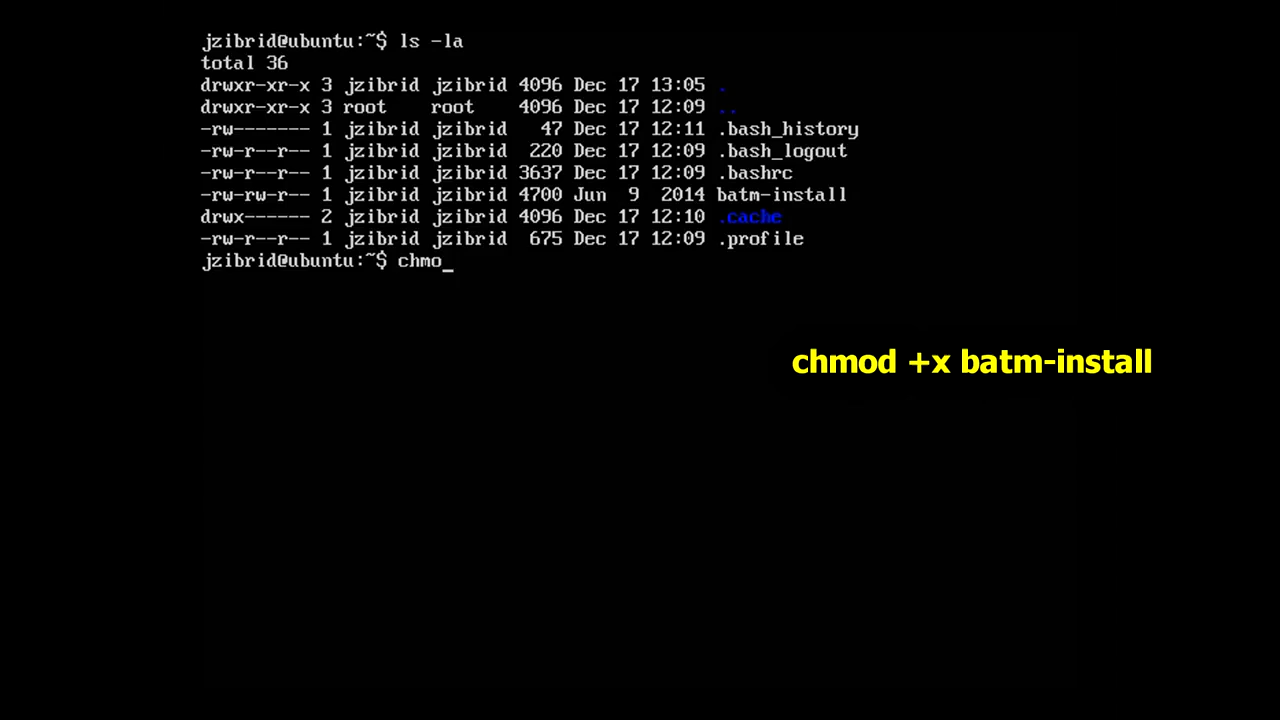 jzibrid@ubuntu:~$ ls -la
total 36
drwxr-xr-x 3 jzibrid jzibrid 4096 Dec 17 13:05 .
drwxr-xr-x 3 root    root    4096 Dec 17 12:09 ..
-rw------- 1 jzibrid jzibrid   47 Dec 17 12:11 .bash_history
-rw-r--r-- 1 jzibrid jzibrid  220 Dec 17 12:09 .bash_logout
-rw-r--r-- 1 jzibrid jzibrid 3637 Dec 17 12:09 .bashrc
-rw-rw-r-- 1 jzibrid jzibrid 4700 Jun  9  2014 batm-install
drwx------ 2 jzibrid jzibrid 4096 Dec 17 12:10 .cache
-rw-r--r-- 1 jzibrid jzibrid  675 Dec 17 12:09 .profile
jzibrid@ubuntu:~$ chmo_
chmod +x batm-install